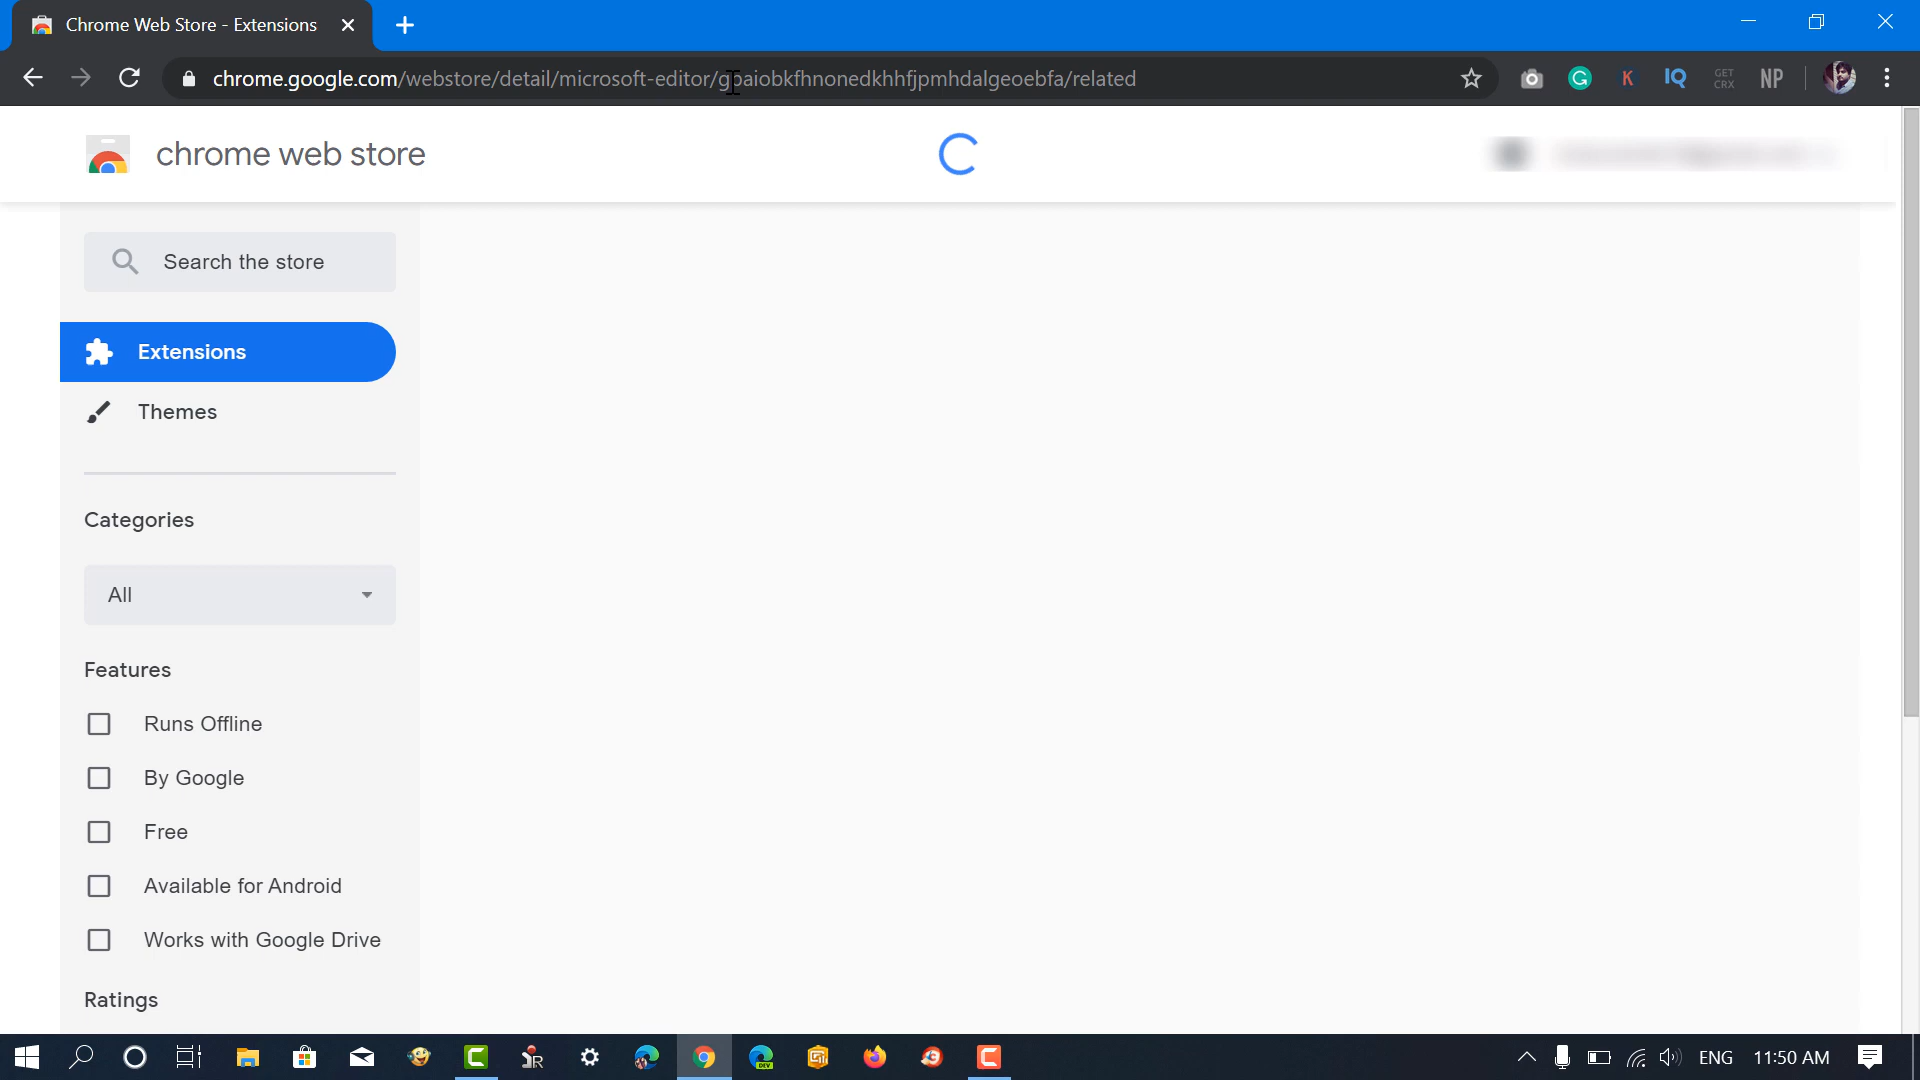 Chrome Web Store - Extensions
chrome.google.com/webstore/detail/microsoft-editor/gpaiobkfhnonedkhhfjpmhdalgeoebfa/related
K
IQ
GET
CRX
NP
chrome web store
Search the store
Extensions
Themes
Categories
All
Features
Runs Offline
By Google
Free
Available for Android
Works with Google Drive
Ratings
DEV
ENG
11:50 AM